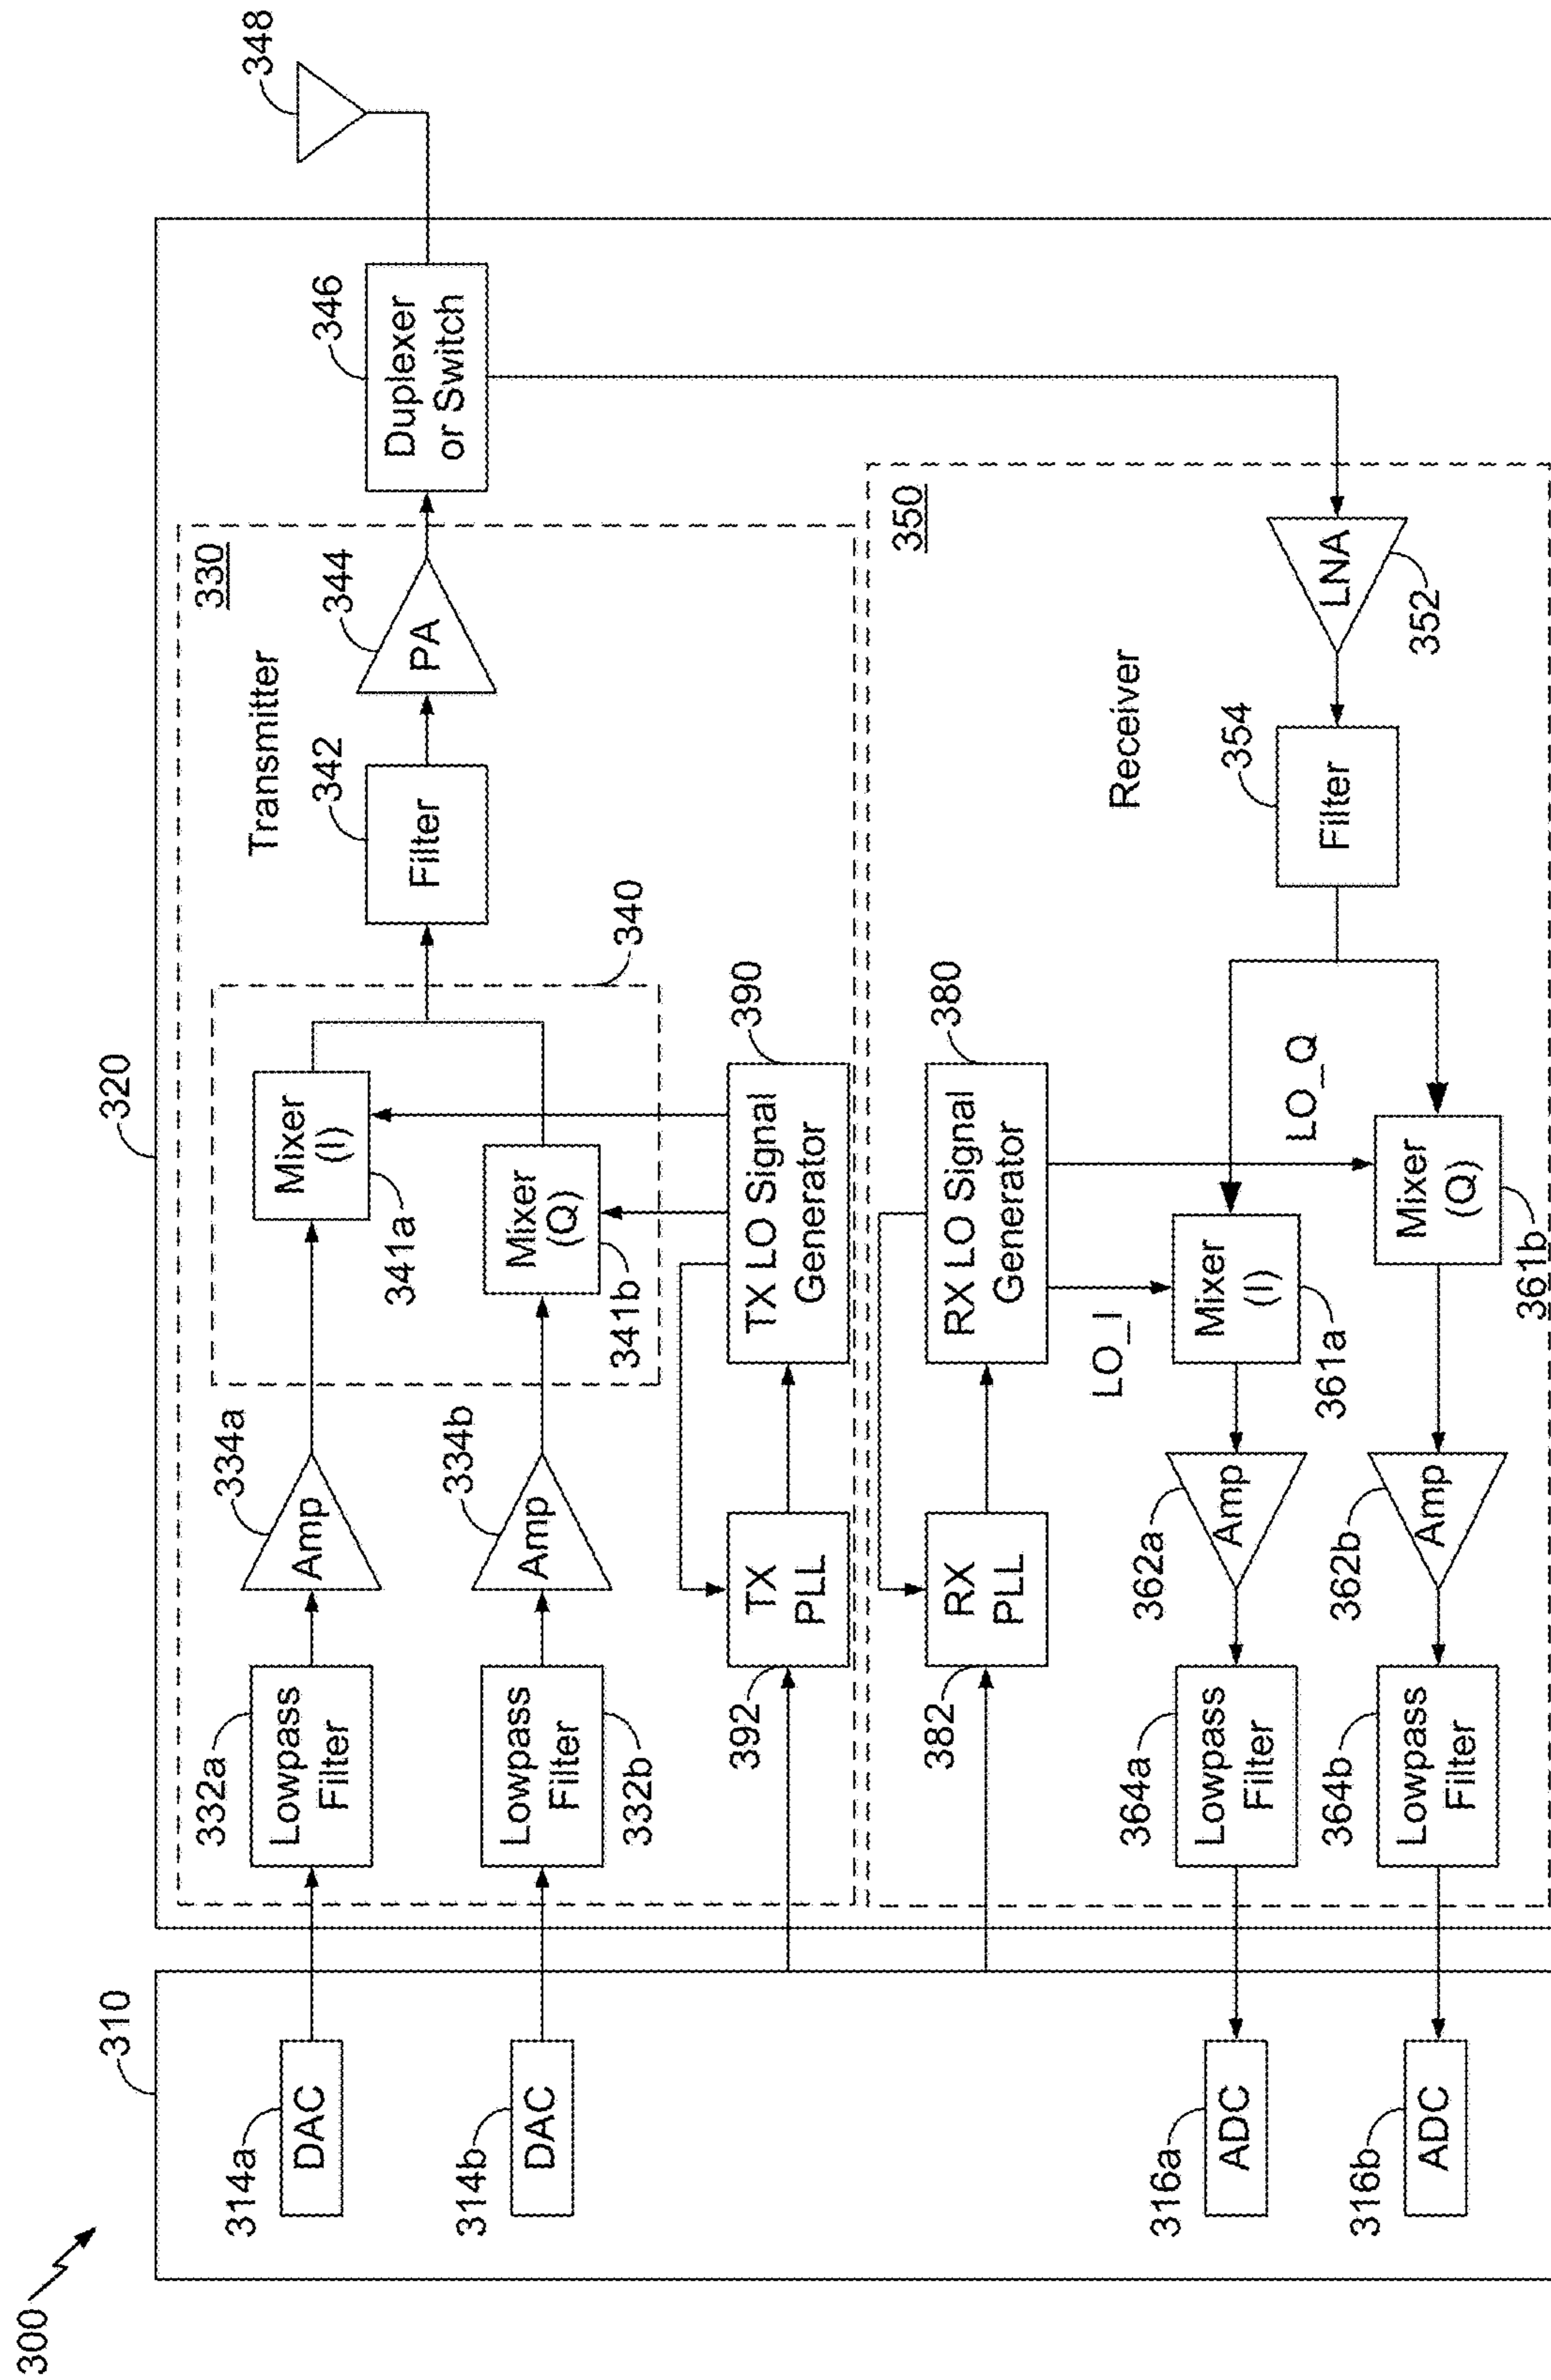 300
310
320
314a
DAC
332a
Lowpass
Filter
334a
Amp
Mixer
(I)
341a
340
Transmitter
330
342
Filter
344
PA
346
Duplexer
or Switch
348
314b
DAC
Lowpass
Filter
332b
334b
Amp
Mixer
(Q)
341b
392
TX
PLL
TX LO Signal
Generator
390
350
Receiver
382
RX
PLL
RX LO Signal
Generator
380
LO_I
LO_Q
316a
ADC
364a
Lowpass
Filter
362a
Amp
Mixer
(I)
361a
354
Filter
LNA
352
316b
ADC
364b
Lowpass
Filter
362b
Amp
Mixer
(Q)
361b